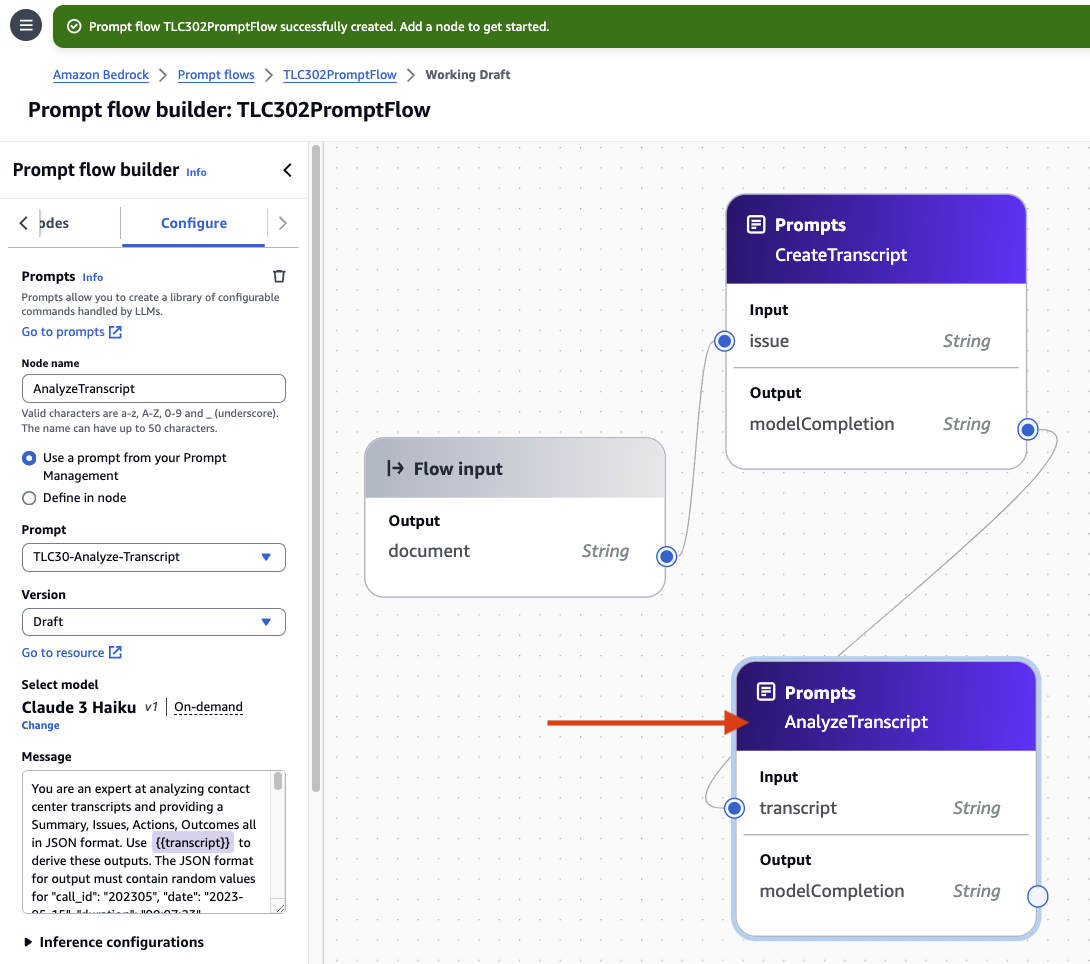 Prompt flow TLC302PromptFlow successfully created. Add a node to get started.
Amazon Bedrock > Prompt flows > TLC302PromptFlow > Working Draft
Prompt flow builder: TLC302PromptFlow
Prompt flow builder Info
odes
Configure
Prompts Info
Prompts allow you to create a library of configurable
commands handled by LLMs.
Go to prompts
Node name
AnalyzeTranscript
Valid characters are a-z, A-Z, 0-9 and _ (underscore).
The name can have up to 50 characters.
Use a prompt from your Prompt
Management
Define in node
Prompt
TLC30-Analyze-Transcript
Version
Draft
Go to resource
Select model
Claude 3 Haiku v1 | On-demand
Change
Message
You are an expert at analyzing contact
center transcripts and providing a
Summary, Issues, Actions, Outcomes all
in JSON format. Use {{transcript}} to
derive these outputs. The JSON format
for output must contain random values
for "call_id": "202305", "date": "2023-
05-15", "duration": "00:07:23"
Inference configurations
Flow input
Output
document String
Prompts
CreateTranscript
Input
issue String
Output
modelCompletion String
Prompts
AnalyzeTranscript
Input
transcript String
Output
modelCompletion String